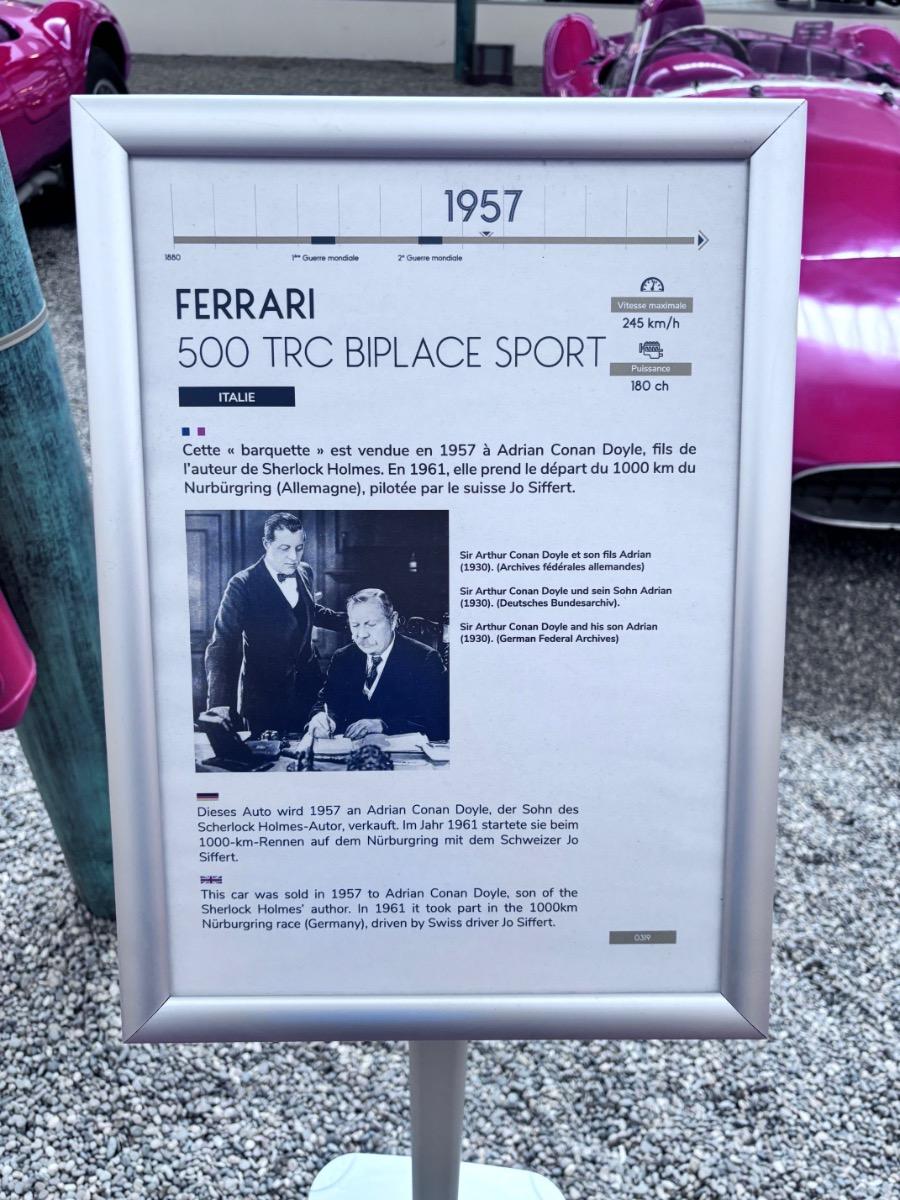 1957
1880
1ère Guerre mondiale
2e Guerre mondiale
FERRARI
500 TRC BIPLACE SPORT
ITALIE
Vitesse maximale
245 km/h
Puissance
180 ch
Cette « barquette » est vendue en 1957 à Adrian Conan Doyle, fils de
l'auteur de Sherlock Holmes. En 1961, elle prend le départ du 1000 km du
Nurbürgring (Allemagne), pilotée par le suisse Jo Siffert.
Sir Arthur Conan Doyle et son fils Adrian
(1930). (Archives fédérales allemandes)
Sir Arthur Conan Doyle und sein Sohn Adrian
(1930). (Deutsches Bundesarchiv).
Sir Arthur Conan Doyle and his son Adrian
(1930). (German Federal Archives)
Dieses Auto wird 1957 an Adrian Conan Doyle, der Sohn des
Scherlock Holmes-Autor, verkauft. Im Jahr 1961 startete sie beim
1000-km-Rennen auf dem Nürburgring mit dem Schweizer Jo
Siffert.
This car was sold in 1957 to Adrian Conan Doyle, son of the
Sherlock Holmes' author. In 1961 it took part in the 1000km
Nürburgring race (Germany), driven by Swiss driver Jo Siffert.
0319